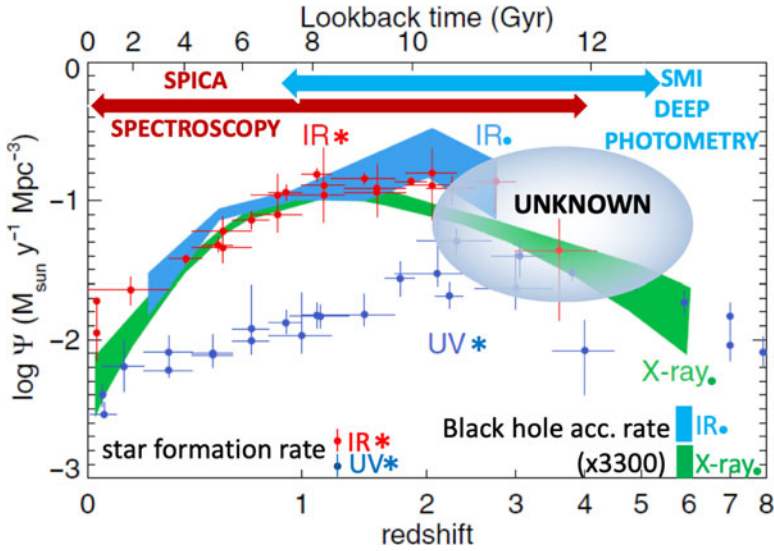 Lookback time (Gyr)
0 2 4 6 8 10 12
0
SPICA
SMI
SPECTROSCOPY
DEEP
PHOTOMETRY
IR*
IR•
−1
UNKNOWN
log Ψ (M sun y−1 Mpc−3)
−2
UV*
X-ray•
star formation rate
IR*
UV*
Black hole acc. rate
(x3300)
IR•
X-ray•
−3
0 1 2 3 4 5 6 7 8
redshift